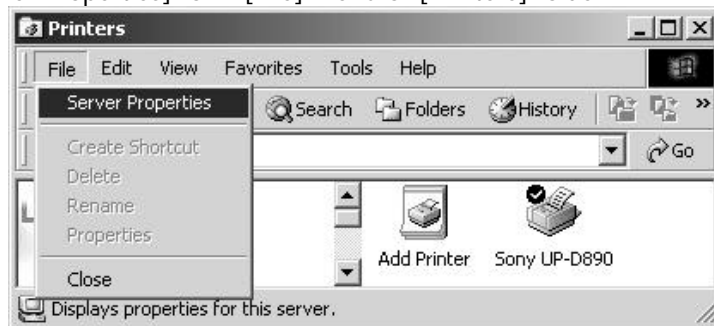 Printers
File Edit View Favorites Tools Help
Server Properties
Search Folders History »
Create Shortcut
Go
Delete
Rename
Properties
Add Printer Sony UP-D890
Close
Displays properties for this server.